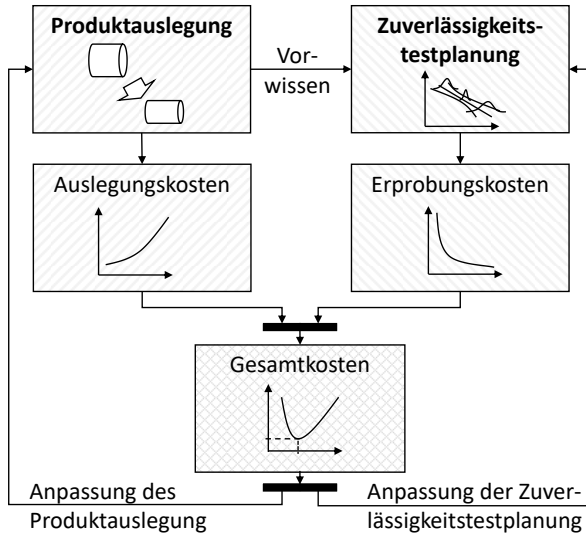 Produktauslegung
Vor-
wissen
Zuverlässigkeits-
testplanung
Auslegungskosten
Erprobungskosten
Gesamtkosten
Anpassung des
Produktauslegung
Anpassung der Zuver-
lässigkeitstestplanung